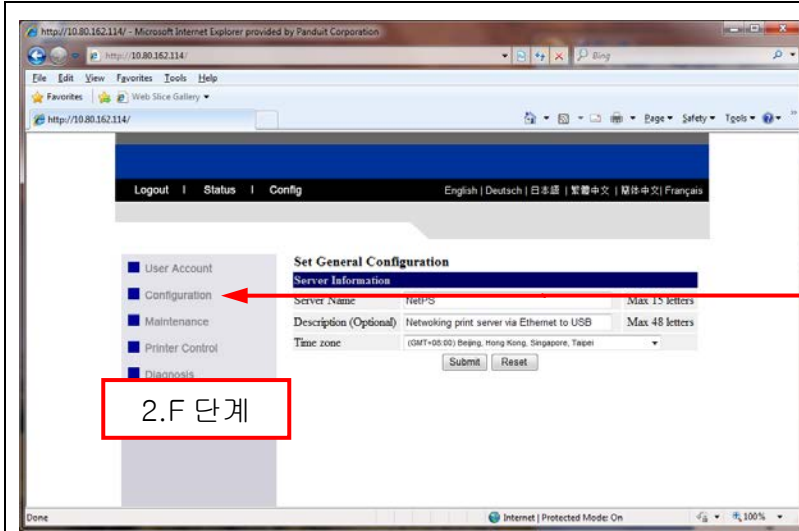 http://10.80.162.114/ - Microsoft Internet Explorer provided by Panduit Corporation
http://10.80.162.114/
Bing
File Edit View Favorites Tools Help
Favorites Web Slice Gallery
http://10.80.162.114/
Page Safety Tools
Logout | Status | Config
English | Deutsch | 日本語 | 繁體中文 | 簡体中文| Français
User Account
Configuration
Maintenance
Printer Control
Diagnosis
Set General Configuration
Server Information
Server Name NetPS Max 15 letters
Description (Optional) Netwoking print server via Ethernet to USB Max 48 letters
Time zone (GMT+08:00) Beijing, Hong Kong, Singapore, Taipei
Submit Reset
2.F 단계
Done Internet | Protected Mode: On 100%